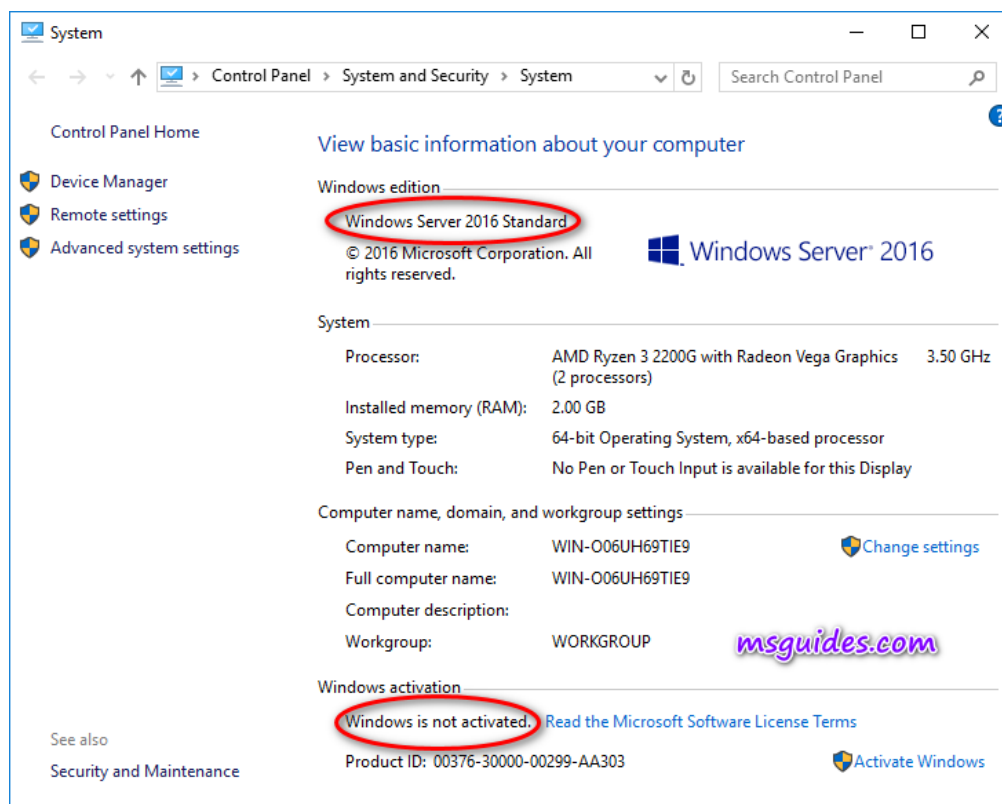 System
Control Panel > System and Security > System
Search Control Panel
?
Control Panel Home
Device Manager
Remote settings
Advanced system settings
See also
Security and Maintenance
View basic information about your computer
Windows edition
Windows Server 2016 Standard
© 2016 Microsoft Corporation. All
rights reserved.
Windows Server® 2016
System
Processor: AMD Ryzen 3 2200G with Radeon Vega Graphics 3.50 GHz
(2 processors)
Installed memory (RAM): 2.00 GB
System type: 64-bit Operating System, x64-based processor
Pen and Touch: No Pen or Touch Input is available for this Display
Computer name, domain, and workgroup settings
Computer name: WIN-O06UH69TIE9 Change settings
Full computer name: WIN-O06UH69TIE9
Computer description:
Workgroup: WORKGROUP
msguides.com
Windows activation
Windows is not activated. Read the Microsoft Software License Terms
Product ID: 00376-30000-00299-AA303 Activate Windows